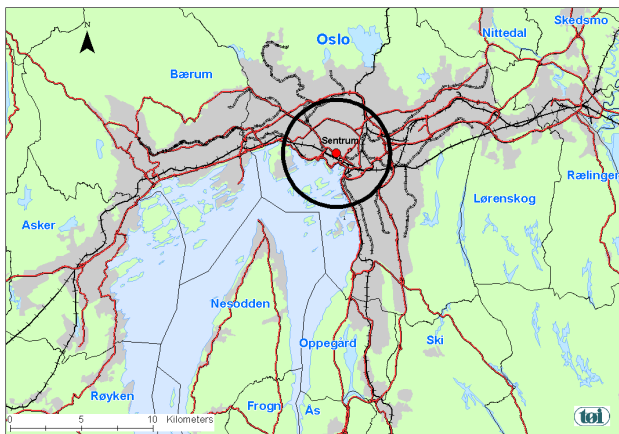 Skedsmo
Nittedal
N
Oslo
Bærum
Sentrum
Rælingen
Lørenskog
Asker
Nesodden
Oppegard
Ski
Røyken
Frogn
Ås
0 5 10 Kilometers
tøi